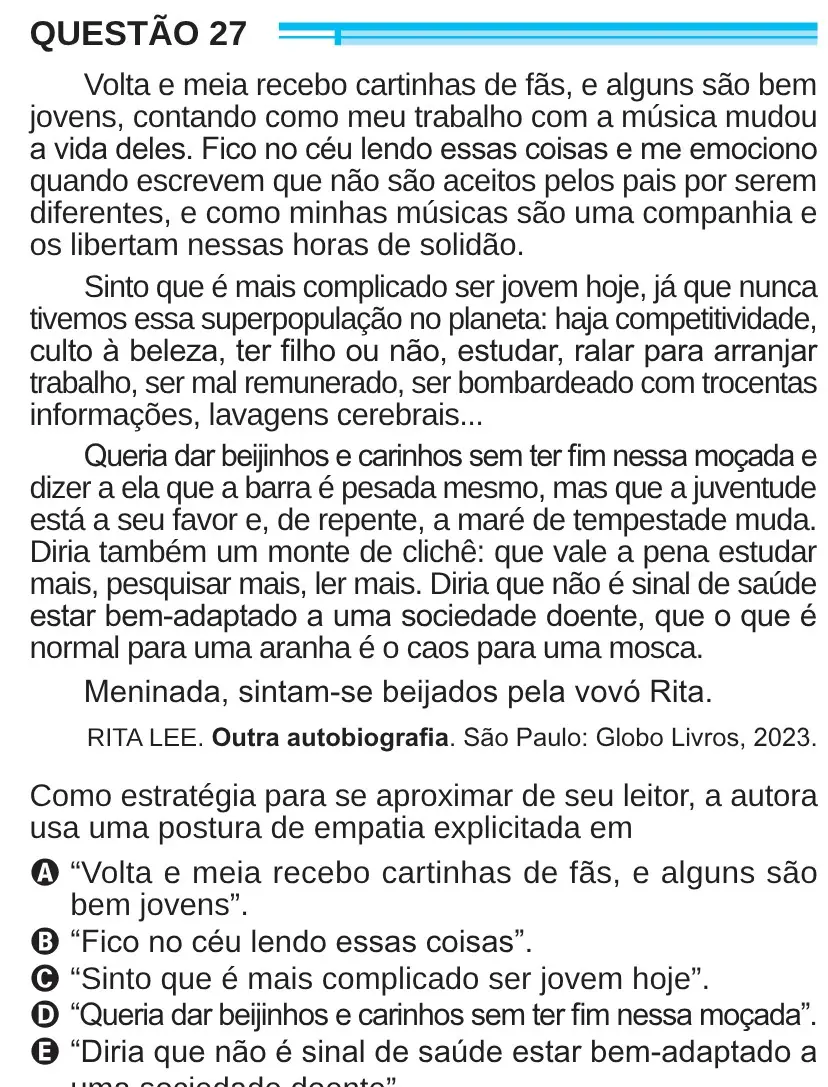 QUESTÃO 27
Volta e meia recebo cartinhas de fãs, e alguns são bem
jovens, contando como meu trabalho com a música mudou
a vida deles. Fico no céu lendo essas coisas e me emociono
quando escrevem que não são aceitos pelos pais por serem
diferentes, e como minhas músicas são uma companhia e
os libertam nessas horas de solidão.
Sinto que é mais complicado ser jovem hoje, já que nunca
tivemos essa superpopulação no planeta: haja competitividade,
culto à beleza, ter filho ou não, estudar, ralar para arranjar
trabalho, ser mal remunerado, ser bombardeado com trocentas
informações, lavagens cerebrais...
Queria dar beijinhos e carinhos sem ter fim nessa moçada e
dizer a ela que a barra é pesada mesmo, mas que a juventude
está a seu favor e, de repente, a maré de tempestade muda.
Diria também um monte de clichê: que vale a pena estudar
mais, pesquisar mais, ler mais. Diria que não é sinal de saúde
estar bem-adaptado a uma sociedade doente, que o que é
normal para uma aranha é o caos para uma mosca.
Meninada, sintam-se beijados pela vovó Rita.
RITA LEE. Outra autobiografia. São Paulo: Globo Livros, 2023.
Como estratégia para se aproximar de seu leitor, a autora
usa uma postura de empatia explicitada em
A “Volta e meia recebo cartinhas de fãs, e alguns são
bem jovens”.
B “Fico no céu lendo essas coisas”.
C “Sinto que é mais complicado ser jovem hoje”.
D “Queria dar beijinhos e carinhos sem ter fim nessa moçada”.
E “Diria que não é sinal de saúde estar bem-adaptado a
uma sociedade doente”